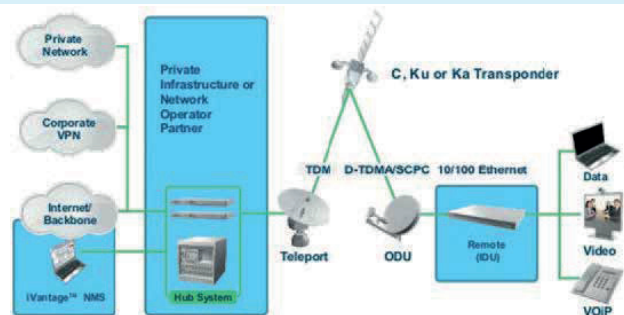 Private
Network
Corporate
VPN
Internet/
Backbone
iVantage™ NMS
Private
Infrastructure or
Network
Operator
Partner
Hub System
C, Ku or Ka Transponder
TDM
D-TDMA/SCPC
10/100 Ethernet
Teleport
ODU
Remote
(IDU)
Data
Video
VOiP